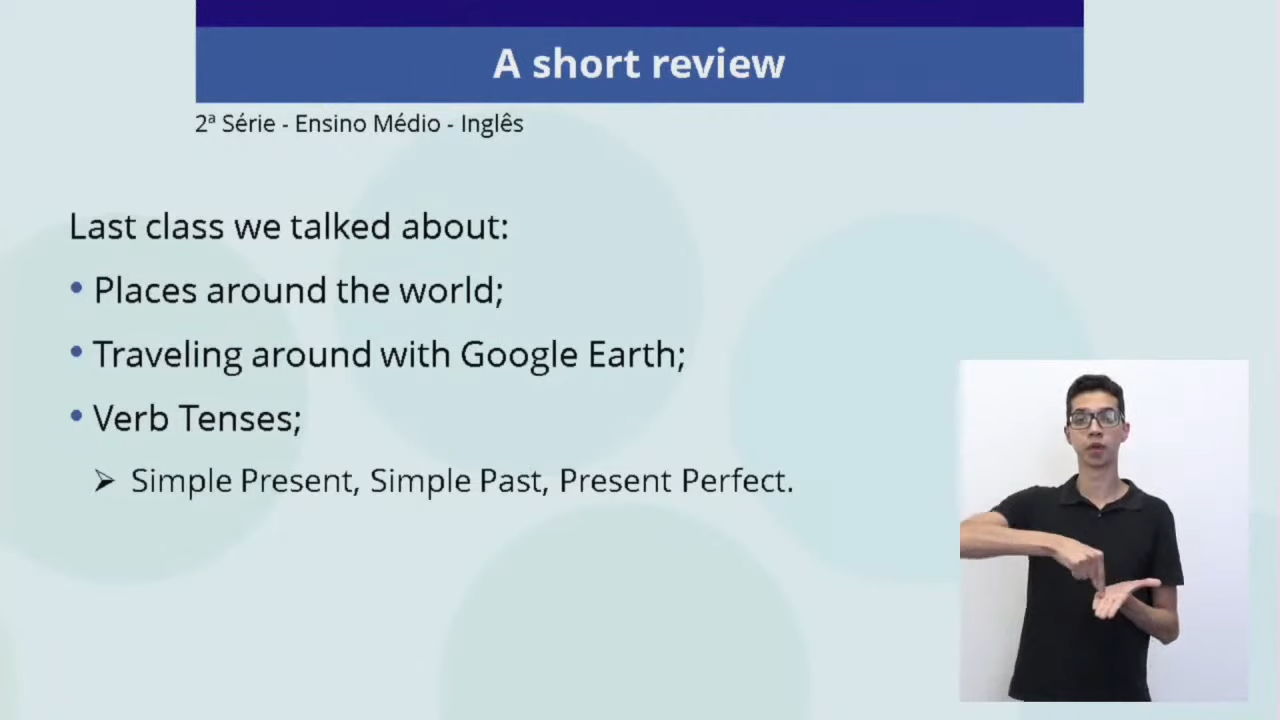 A short review
2ª Série - Ensino Médio - Inglês
Last class we talked about:
• Places around the world;
• Traveling around with Google Earth;
• Verb Tenses;
➢ Simple Present, Simple Past, Present Perfect.